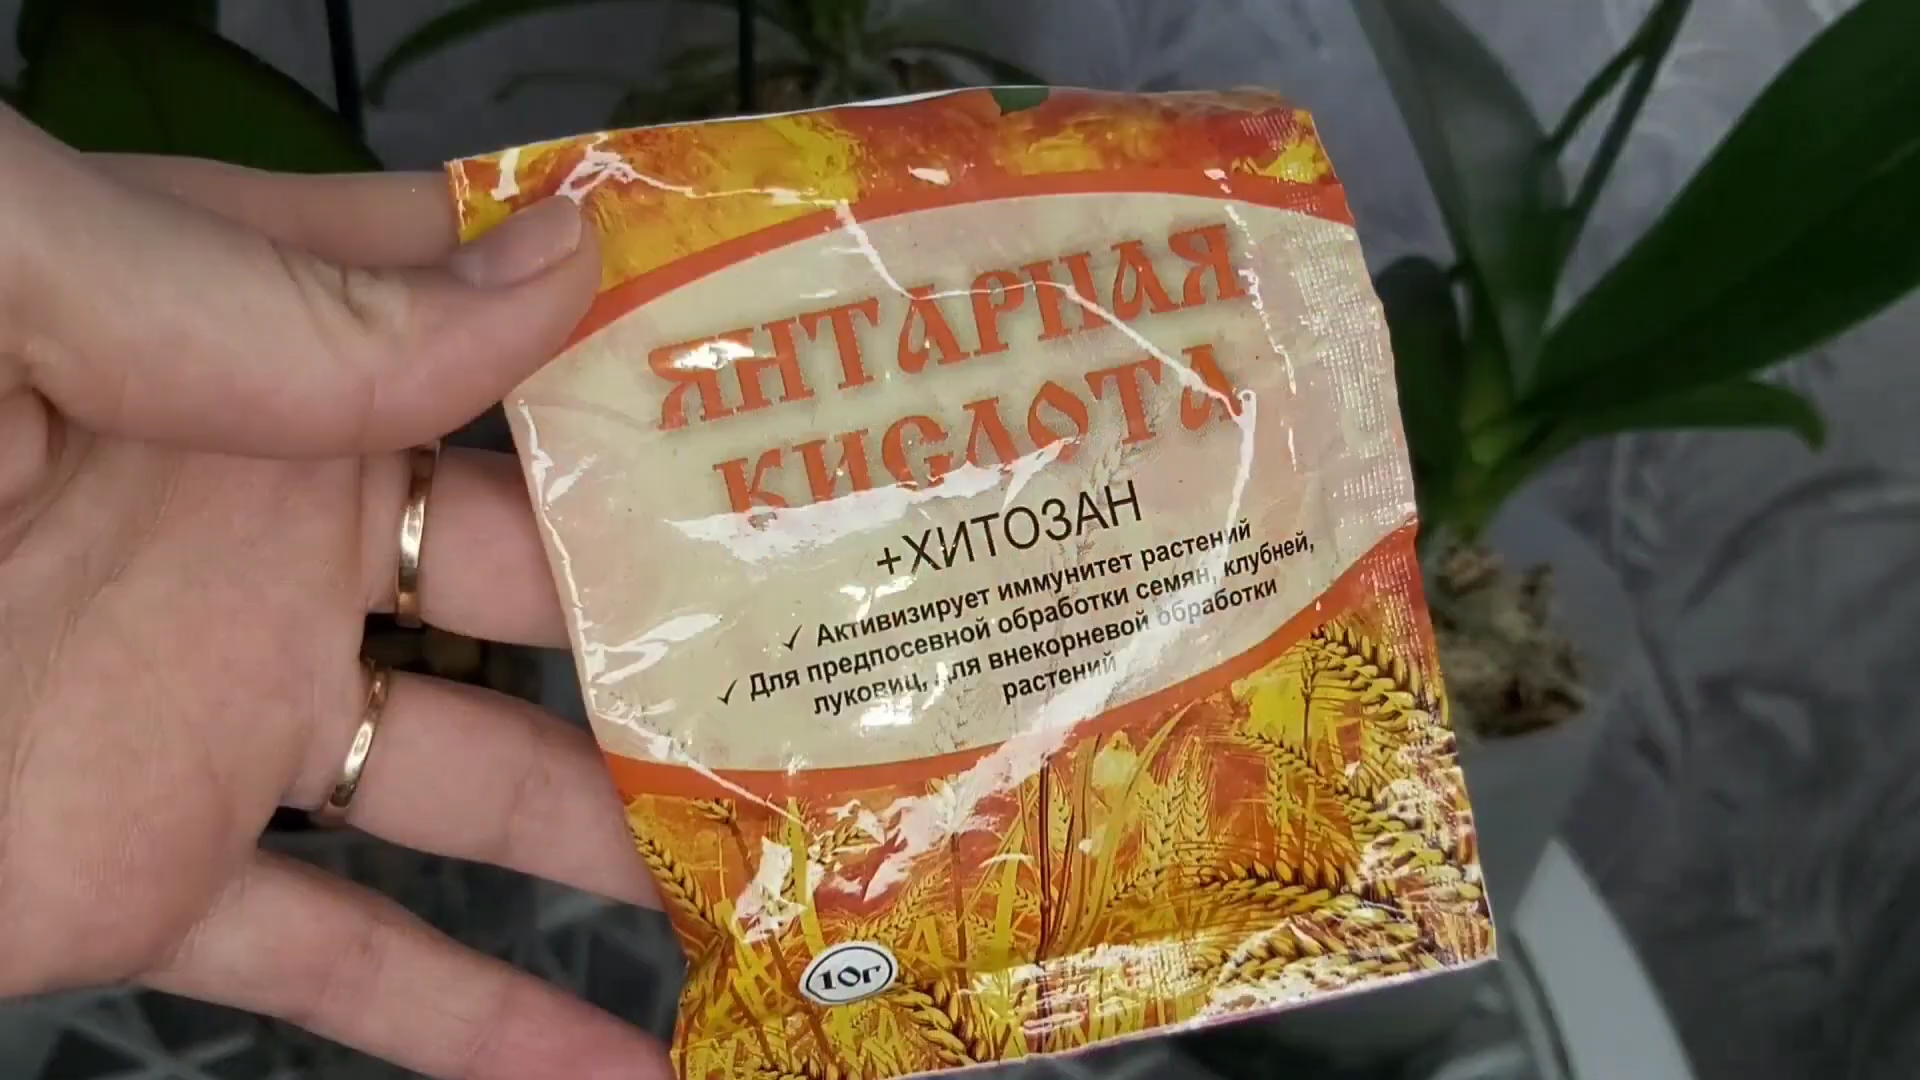 ЯНТАРНАЯ
КИСЛОТА
+ХИТОЗАН
✓ Активизирует иммунитет растений
✓ Для предпосевной обработки семян, клубней,
луковиц, для внекорневой обработки
растений
10г